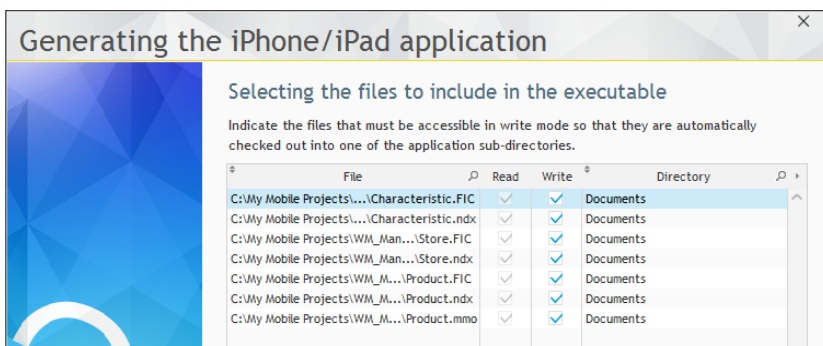 Generating the iPhone/iPad application
Selecting the files to include in the executable
Indicate the files that must be accessible in write mode so that they are automatically
checked out into one of the application sub-directories.
File Read Write Directory
C:\My Mobile Projects\...\Characteristic.FIC Documents
C:\My Mobile Projects\...\Characteristic.ndx Documents
C:\My Mobile Projects\WM_Man...\Store.FIC Documents
C:\My Mobile Projects\WM_Man...\Store.ndx Documents
C:\My Mobile Projects\WM_M...\Product.FIC Documents
C:\My Mobile Projects\WM_M...\Product.ndx Documents
C:\My Mobile Projects\WM_M...\Product.mmo Documents